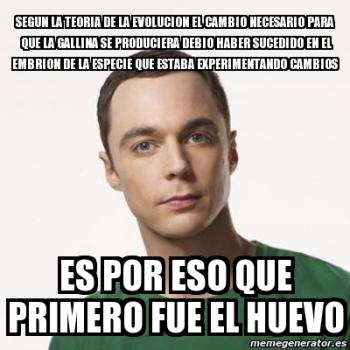 SEGUN LA TEORIA DE LA EVOLUCION EL CAMBIO NECESARIO PARA
QUE LA GALLINA SE PRODUCIERA DEBIO HABER SUCEDIDO EN EL
EMBRION DE LA ESPECIE QUE ESTABA EXPERIMENTANDO CAMBIOS
ES POR ESO QUE
PRIMERO FUE EL HUEVO
memegenerator.es